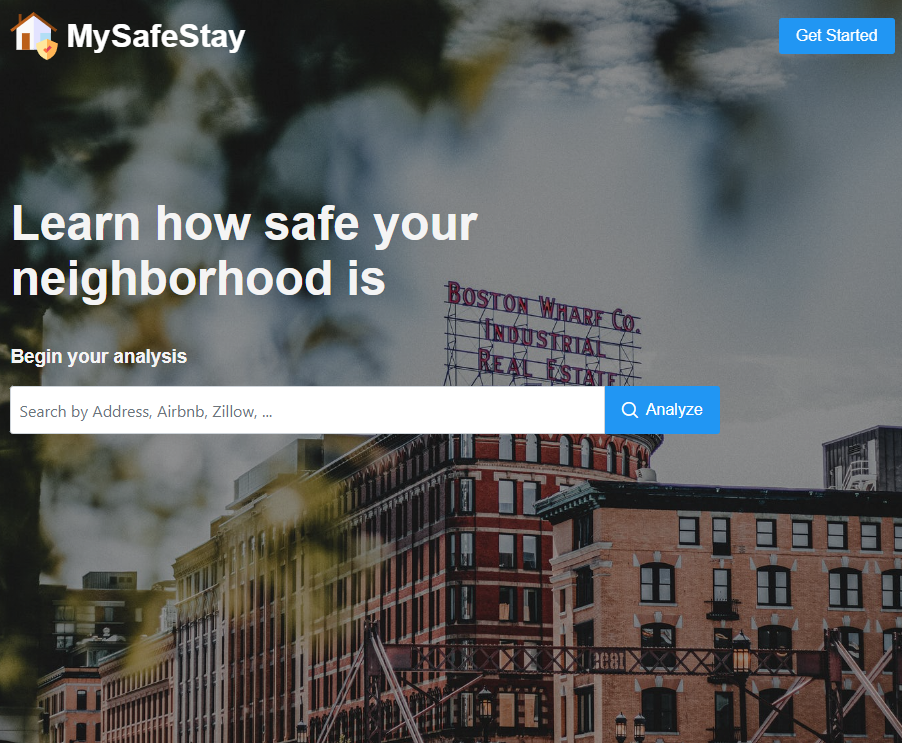 MySafeStay
Get Started
Learn how safe your
neighborhood is
BOSTON WHARF CO.
INDUSTRIAL
REAL ESTATE
Begin your analysis
Search by Address, Airbnb, Zillow, ...
Analyze